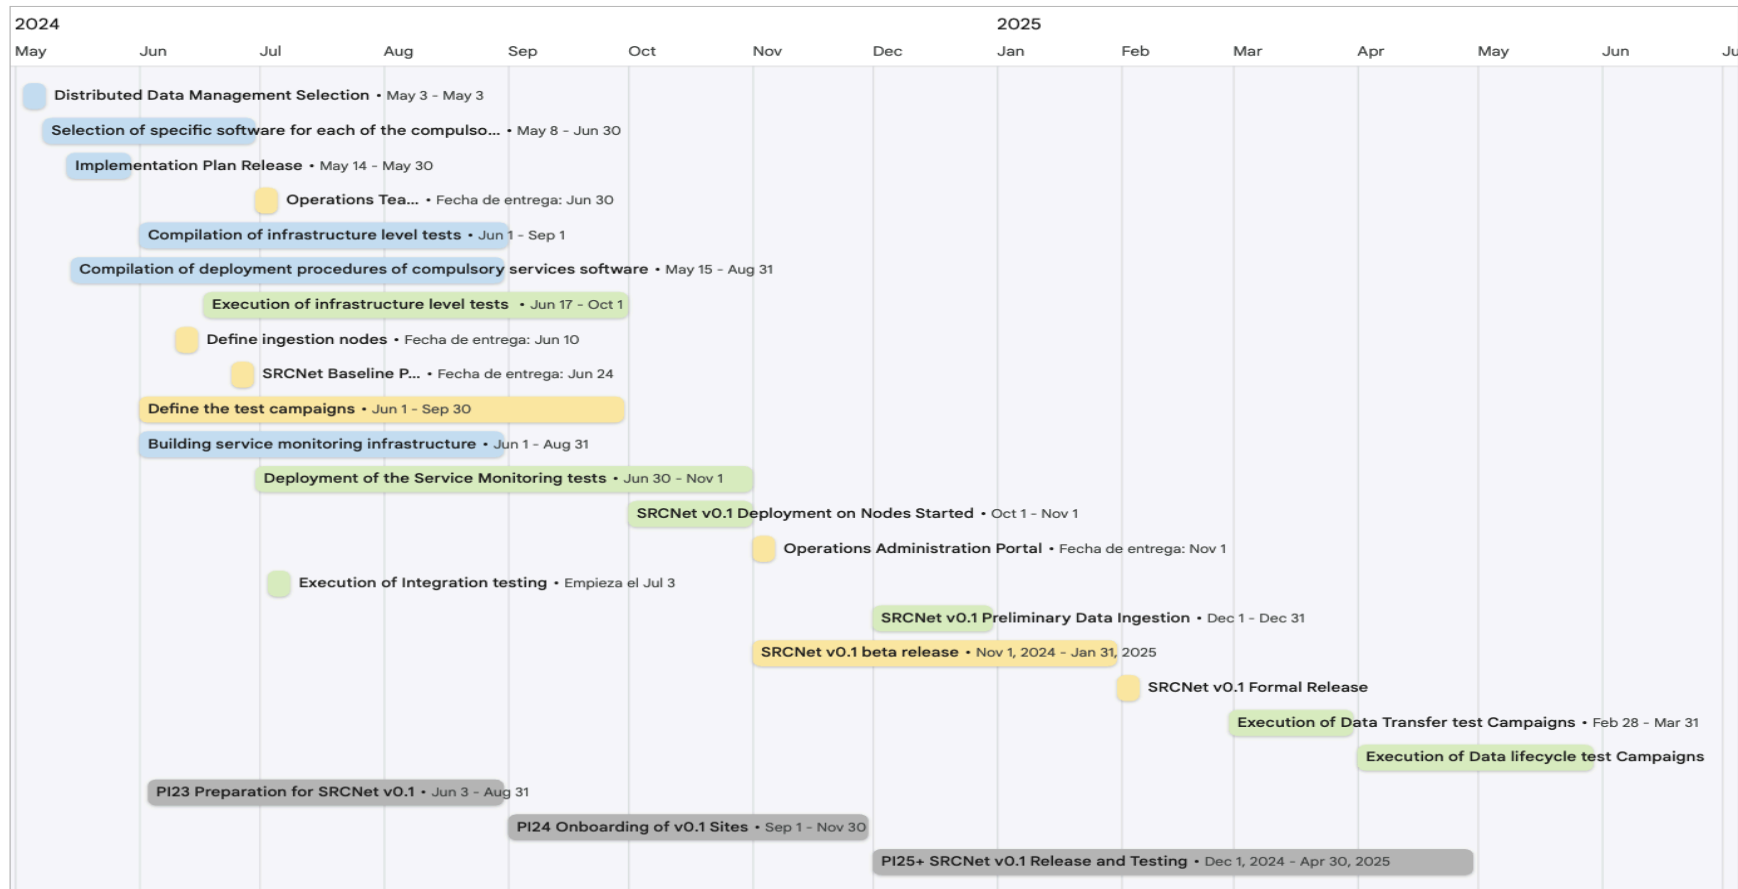 2024 2025
May Jun Jul Aug Sep Oct Nov Dec Jan Feb Mar Apr May Jun Ju
Distributed Data Management Selection • May 3 - May 3
Selection of specific software for each of the compulso... • May 8 - Jun 30
Implementation Plan Release • May 14 - May 30
Operations Tea... • Fecha de entrega: Jun 30
Compilation of infrastructure level tests • Jun 1 - Sep 1
Compilation of deployment procedures of compulsory services software • May 15 - Aug 31
Execution of infrastructure level tests • Jun 17 - Oct 1
Define ingestion nodes • Fecha de entrega: Jun 10
SRCNet Baseline P... • Fecha de entrega: Jun 24
Define the test campaigns • Jun 1 - Sep 30
Building service monitoring infrastructure • Jun 1 - Aug 31
Deployment of the Service Monitoring tests • Jun 30 - Nov 1
SRCNet v0.1 Deployment on Nodes Started • Oct 1 - Nov 1
Operations Administration Portal • Fecha de entrega: Nov 1
Execution of Integration testing • Empieza el Jul 3
SRCNet v0.1 Preliminary Data Ingestion • Dec 1 - Dec 31
SRCNet v0.1 beta release • Nov 1, 2024 - Jan 31, 2025
SRCNet v0.1 Formal Release
Execution of Data Transfer test Campaigns • Feb 28 - Mar 31
Execution of Data lifecycle test Campaigns
PI23 Preparation for SRCNet v0.1 • Jun 3 - Aug 31
PI24 Onboarding of v0.1 Sites • Sep 1 - Nov 30
PI25+ SRCNet v0.1 Release and Testing • Dec 1, 2024 - Apr 30, 2025